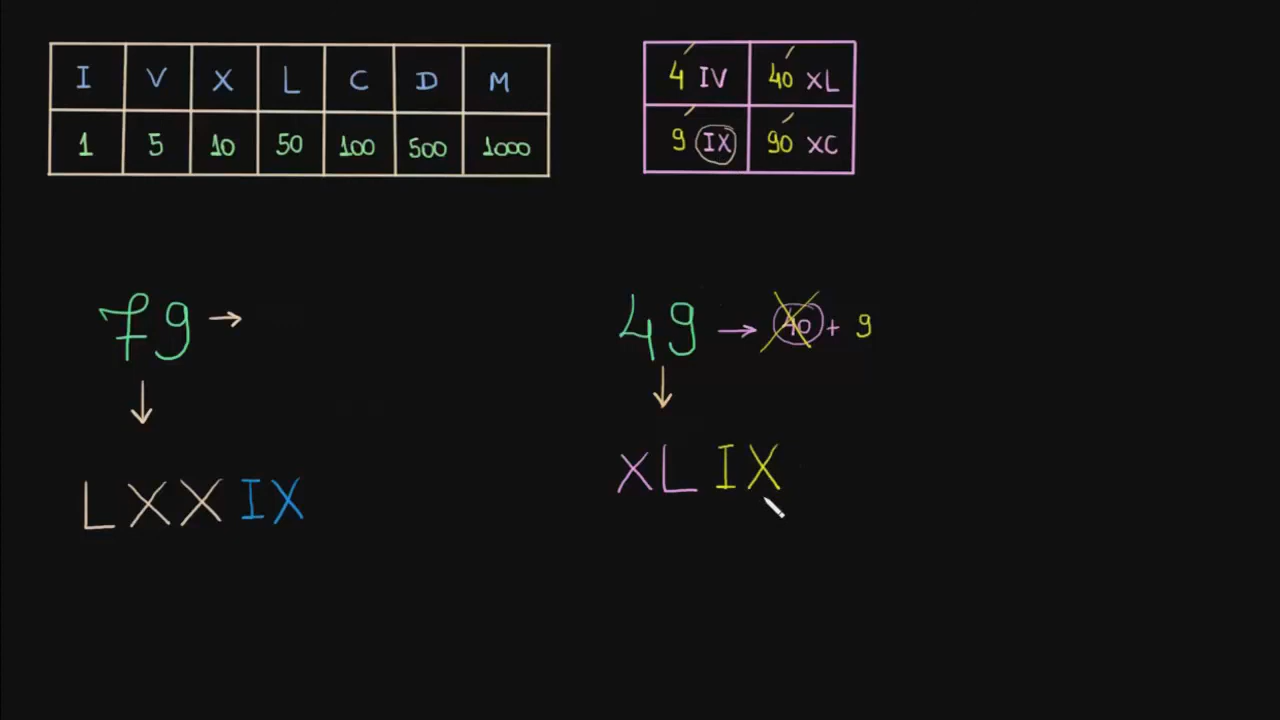 I V X L C D M
1 5 10 50 100 500 1000
4 IV 40 XL
9 IX 90 XC
79 →
LXXIX
49 → 40 + 9
XLIX